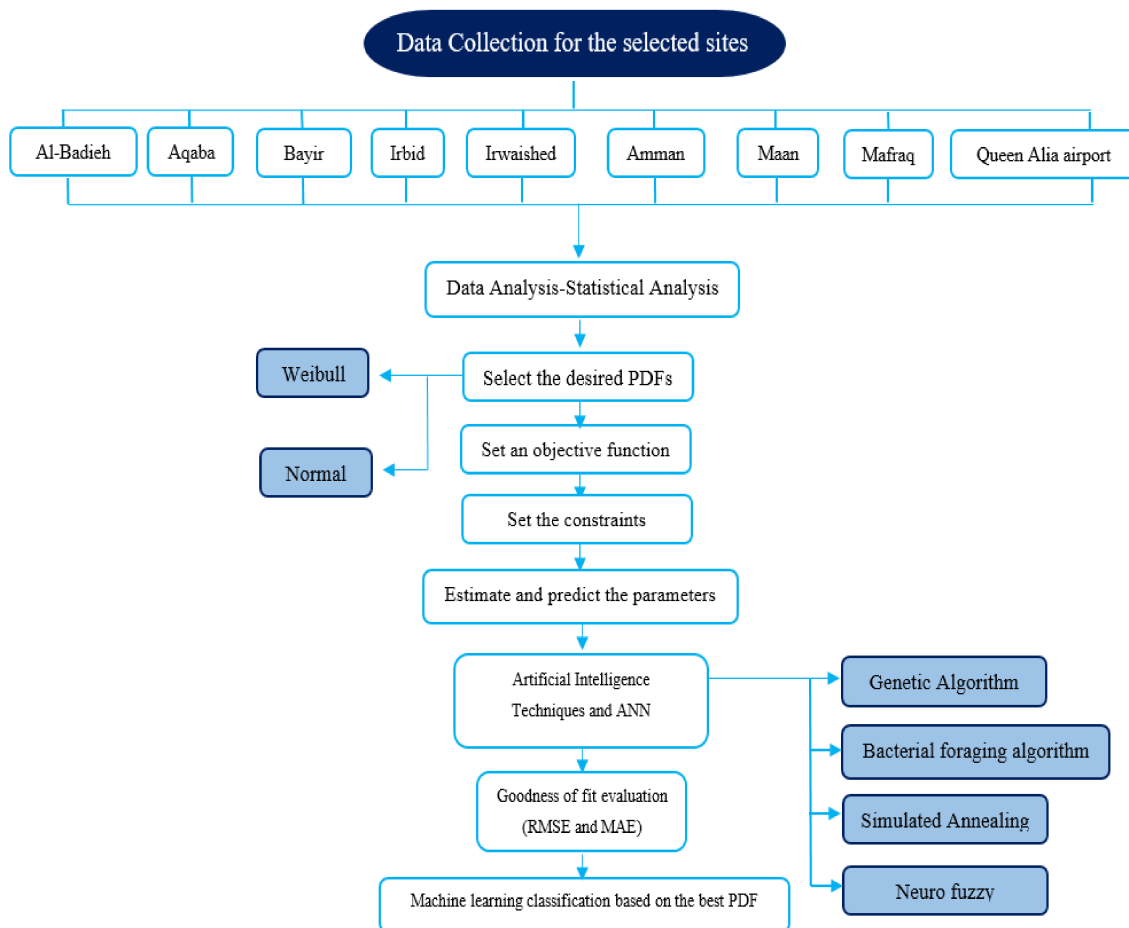 Data Collection for the selected sites
Al-Badieh
Aqaba
Bayir
Irbid
Irwaished
Amman
Maan
Mafraq
Queen Alia airport
Data Analysis-Statistical Analysis
Weibull
Select the desired PDFs
Set an objective function
Normal
Set the constraints
Estimate and predict the parameters
Artificial Intelligence
Techniques and ANN
Genetic Algorithm
Bacterial foraging algorithm
Simulated Annealing
Neuro fuzzy
Goodness of fit evaluation
(RMSE and MAE)
Machine learning classification based on the best PDF